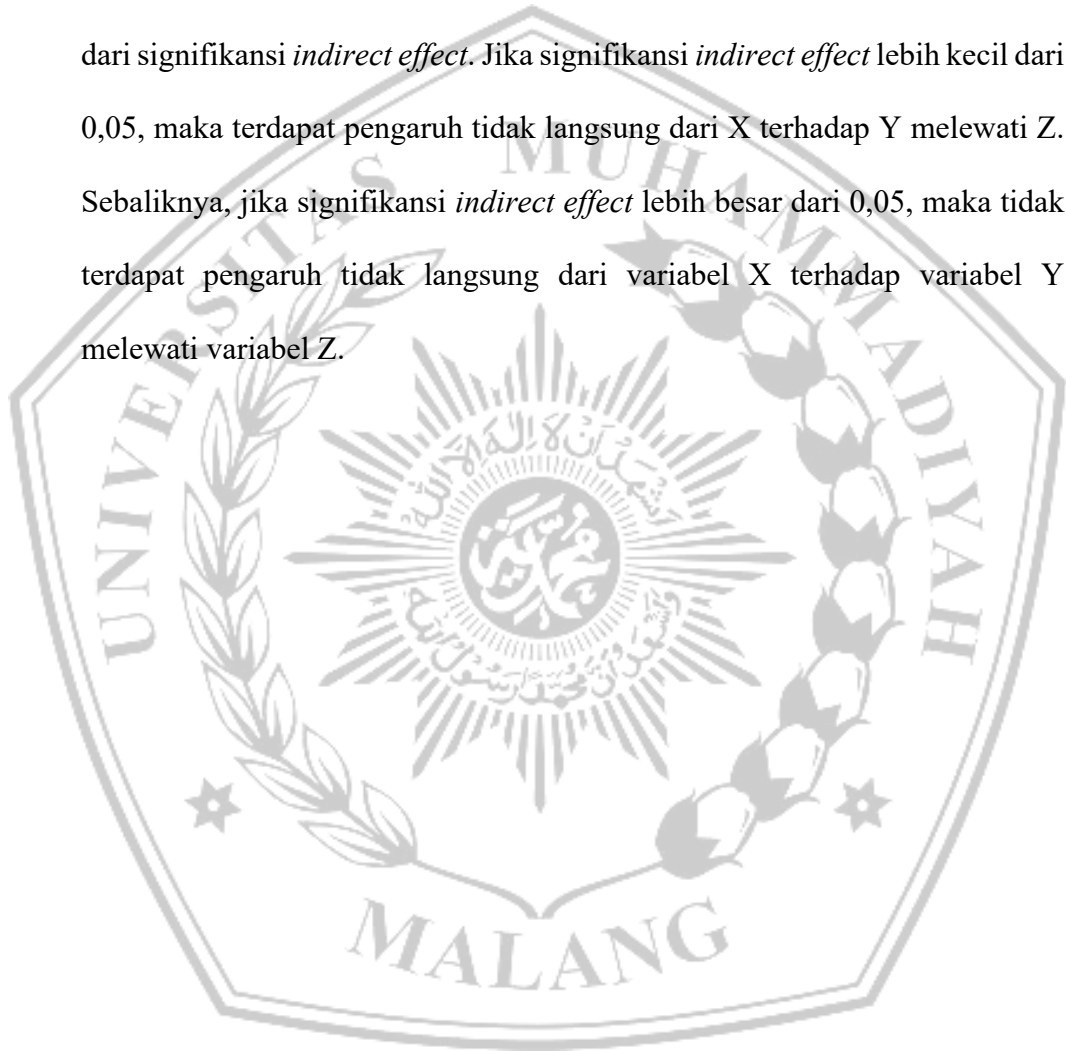 dari signifikansi indirect effect. Jika signifikansi indirect effect lebih kecil dari
0,05, maka terdapat pengaruh tidak langsung dari X terhadap Y melewati Z.
Sebaliknya, jika signifikansi indirect effect lebih besar dari 0,05, maka tidak
terdapat pengaruh tidak langsung dari variabel X terhadap variabel Y
melewati variabel Z.
UNIVERSITAS MUHAMMADIYAH
MALANG